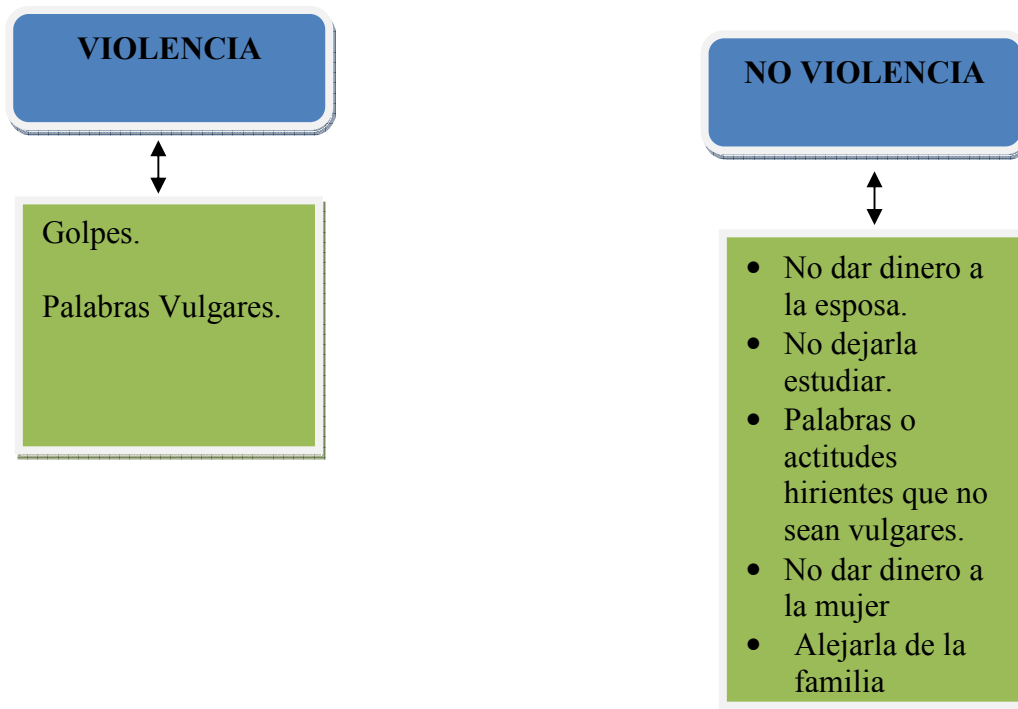 VIOLENCIA
Golpes.
Palabras Vulgares.
NO VIOLENCIA
• No dar dinero a
la esposa.
• No dejarla
estudiar.
• Palabras o
actitudes
hirientes que no
sean vulgares.
• No dar dinero a
la mujer
• Alejarla de la
familia